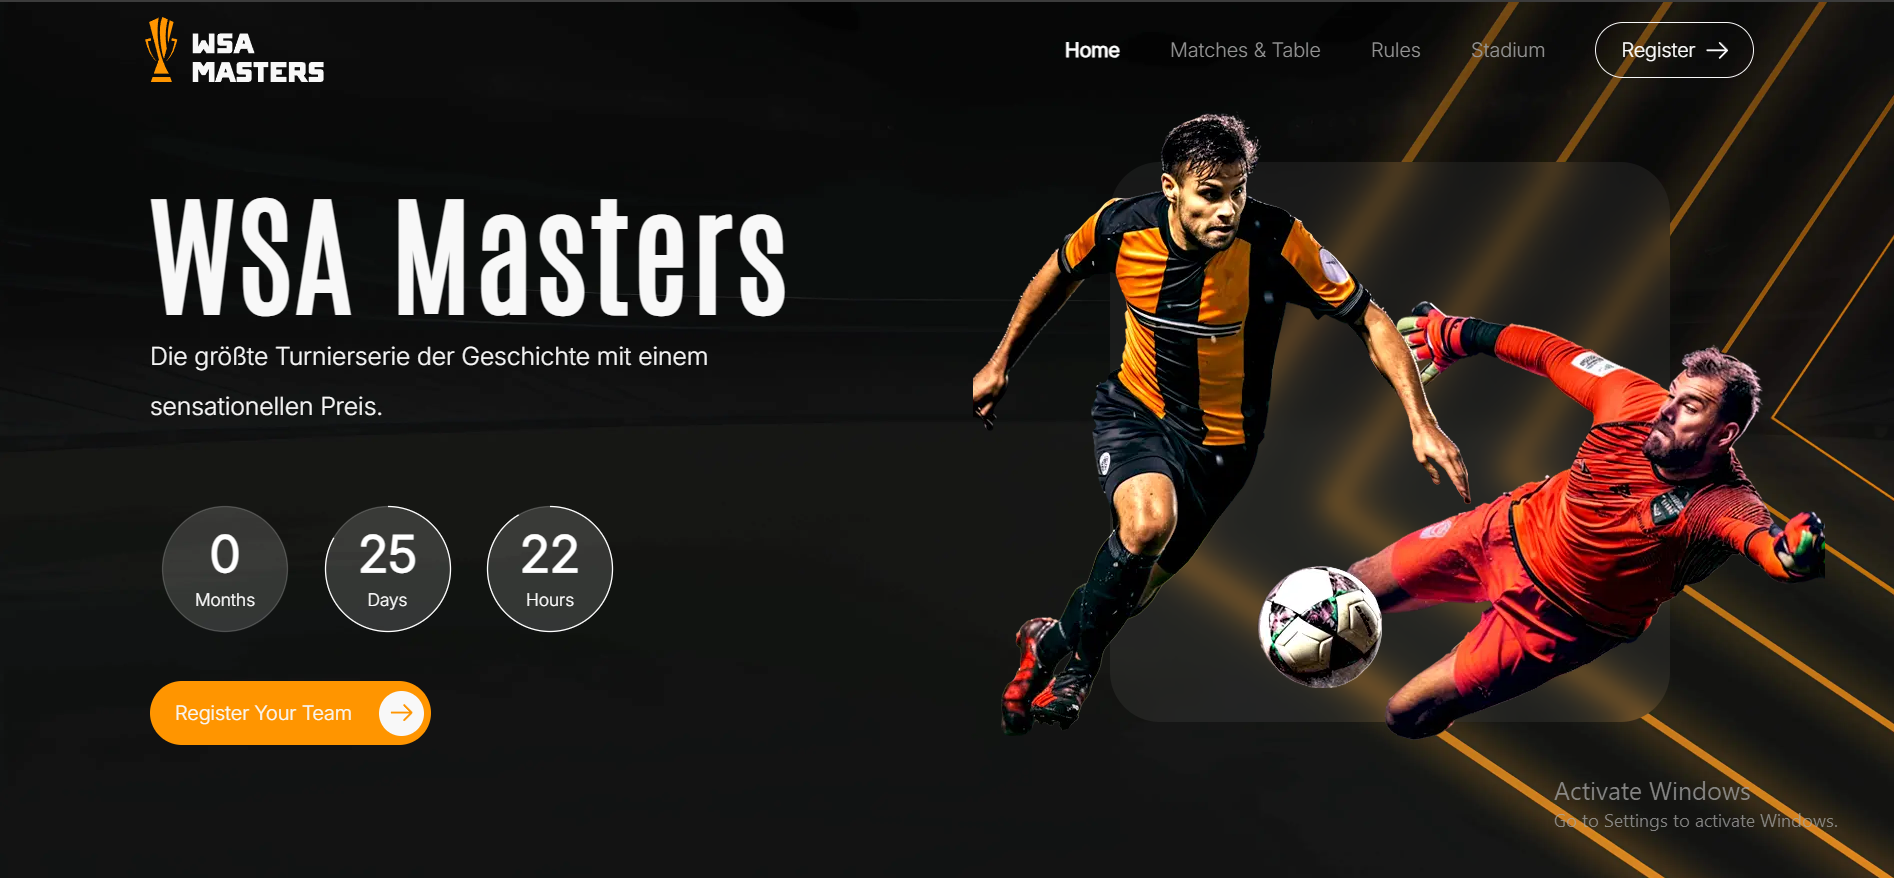 WSA
MASTERS
Home
Matches & Table
Rules
Stadium
Register
WSA Masters
Die größte Turnierserie der Geschichte mit einem
sensationellen Preis.
0
Months
25
Days
22
Hours
Register Your Team
Activate Windows
Go to Settings to activate Windows.